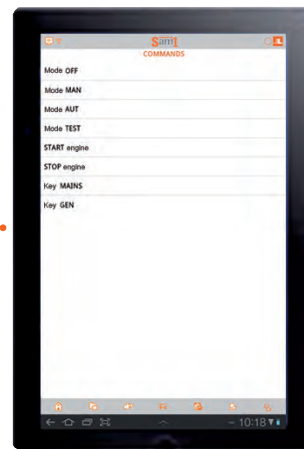 Sam1
COMMANDS
Mode OFF
Mode MAN
Mode AUT
Mode TEST
START engine
STOP engine
Key MAINS
Key GEN
10:18